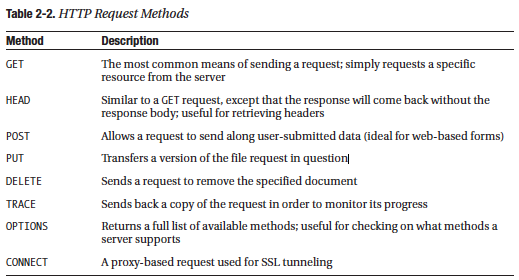 Table 2-2. HTTP Request Methods
Method Description
GET The most common means of sending a request; simply requests a specific
resource from the server
HEAD Similar to a GET request, except that the response will come back without the
response body; useful for retrieving headers
POST Allows a request to send along user-submitted data (ideal for web-based forms)
PUT Transfers a version of the file request in question
DELETE Sends a request to remove the specified document
TRACE Sends back a copy of the request in order to monitor its progress
OPTIONS Returns a full list of available methods; useful for checking on what methods a
server supports
CONNECT A proxy-based request used for SSL tunneling